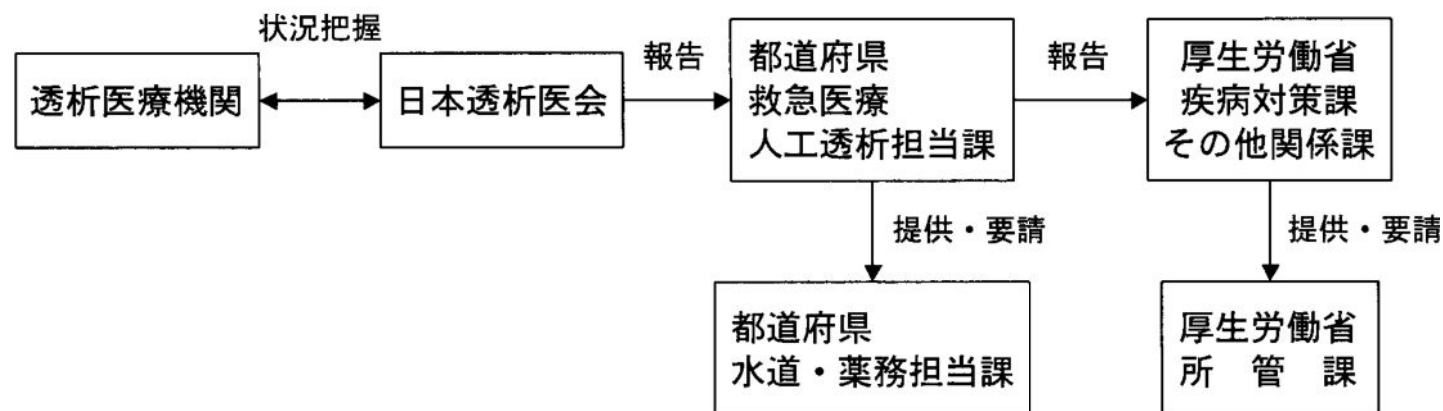 状況把握
透析医療機関
日本透析医会
報告
都道府県
救急医療
人工透析担当課
報告
厚生労働省
疾病対策課
その他関係課
提供・要請
提供・要請
都道府県
水道・薬務担当課
厚生労働省
所 管 課